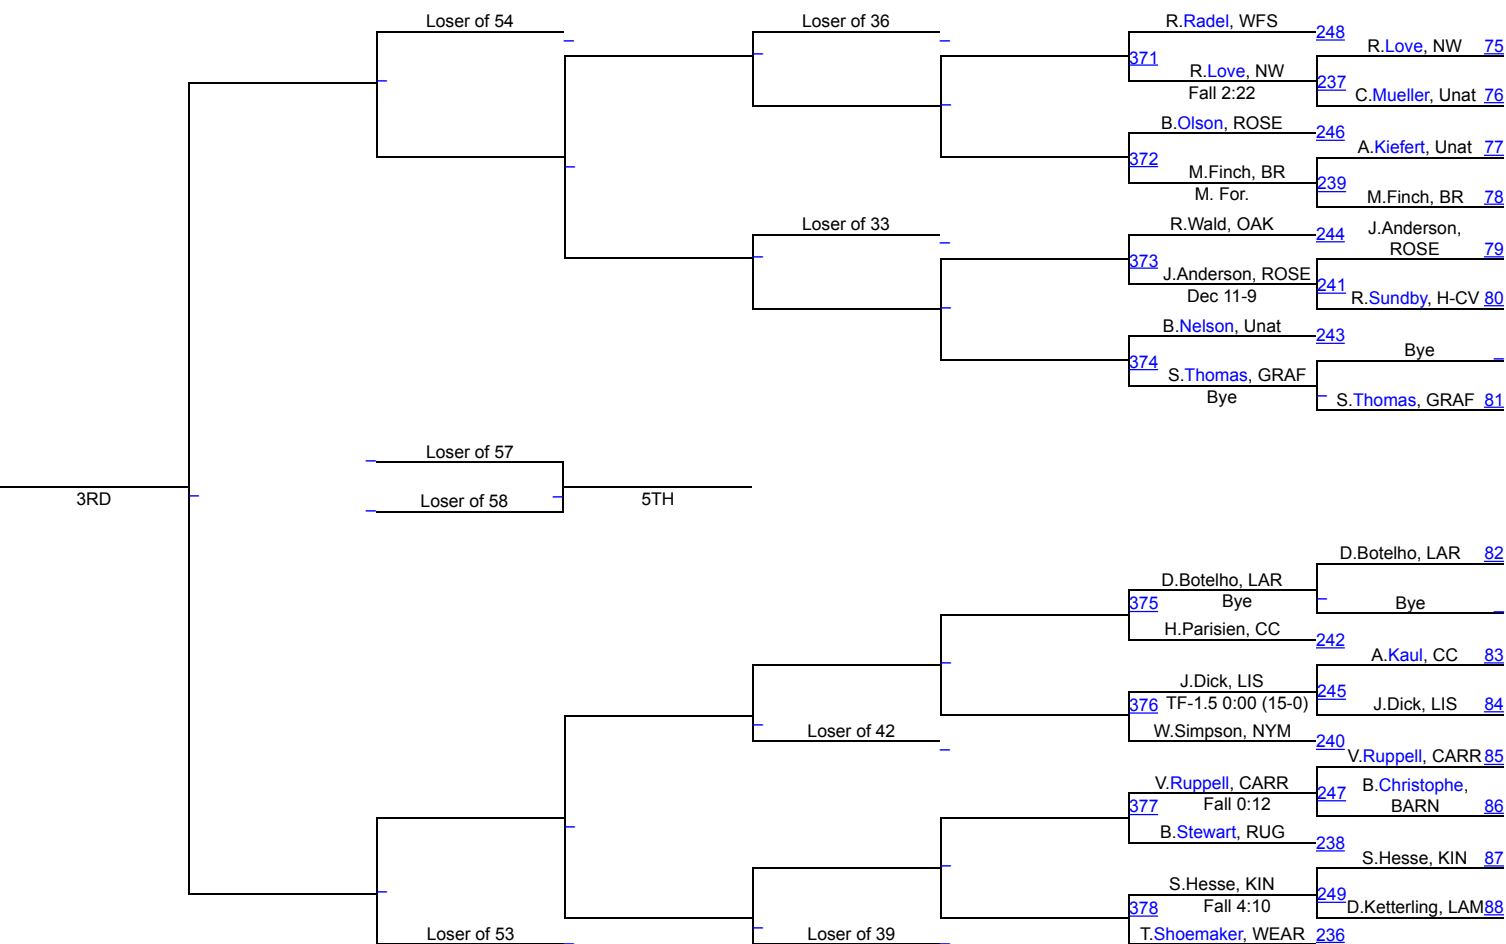 Loser of 54
Loser of 36
R.Radel, WFS
248
R.Love, NW 75
371
R.Love, NW
237
Fall 2:22
C.Mueller, Unat 76
B.Olson, ROSE
246
A.Kiefert, Unat 77
372
M.Finch, BR
239
M. For.
M.Finch, BR 78
Loser of 33
R.Wald, OAK
244
J.Anderson,
ROSE 79
373
J.Anderson, ROSE
241
Dec 11-9
R.Sundby, H-CV 80
B.Nelson, Unat
243
Bye
374
S.Thomas, GRAF
Bye
S.Thomas, GRAF 81
Loser of 57
3RD
Loser of 58
5TH
D.Botelho, LAR 82
D.Botelho, LAR
375
Bye
Bye
H.Parisien, CC
242
A.Kaul, CC 83
J.Dick, LIS
245
376 TF-1.5 0:00 (15-0)
J.Dick, LIS 84
Loser of 42
W.Simpson, NYM
240
V.Ruppell, CARR 85
V.Ruppell, CARR
247
B.Christophe,
BARN 86
377
Fall 0:12
B.Stewart, RUG
238
S.Hesse, KIN 87
S.Hesse, KIN
249
378
Fall 4:10
D.Ketterling, LAM 88
Loser of 53
Loser of 39
T.Shoemaker, WEAR 236